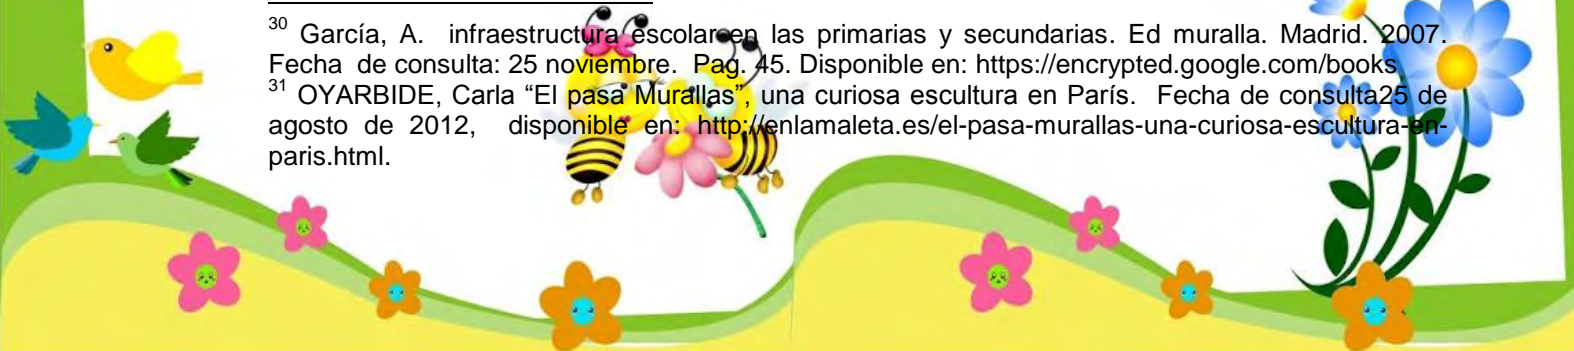 30 García, A. infraestructura escolar en las primarias y secundarias. Ed muralla. Madrid. 2007.
Fecha de consulta: 25 noviembre. Pag. 45. Disponible en: https://encrypted.google.com/books
31 OYARBIDE, Carla “El pasa Murallas”, una curiosa escultura en París. Fecha de consulta25 de
agosto de 2012, disponible en: http://enlamaleta.es/el-pasa-murallas-una-curiosa-escultura-en-
paris.html.